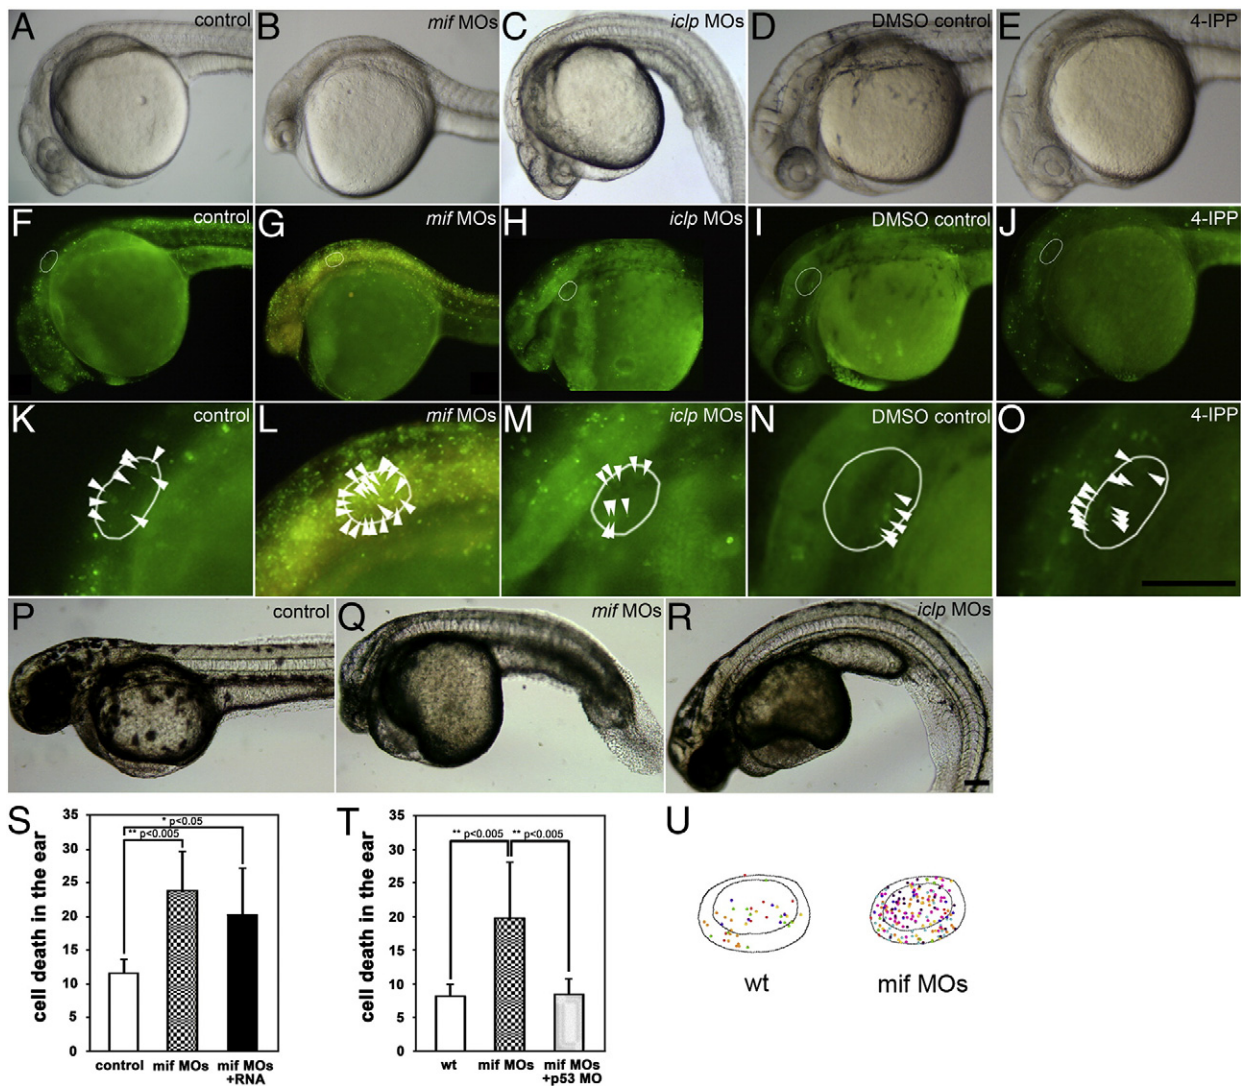 A control
B mif MOs
C iclp MOs
D DMSO control
E 4-IPP
F control
G mif MOs
H iclp MOs
I DMSO control
J 4-IPP
K control
L mif MOs
M iclp MOs
N DMSO control
O 4-IPP
P control
Q mif MOs
R iclp MOs
S
cell death in the ear
35
30
25
20
15
10
5
0
* p<0.05
** p<0.005
control
mif MOs
mif MOs
+RNA
T
cell death in the ear
35
30
25
20
15
10
5
0
** p<0.005
** p<0.005
wt
mif MOs
mif MOs
+p53 MO
U
wt
mif MOs